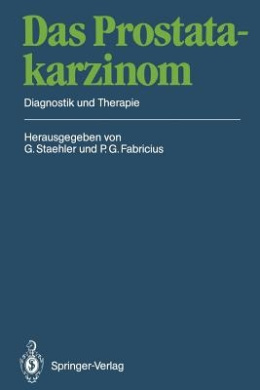 Das Prostata-
karzinom
Diagnostik und Therapie
Herausgegeben von
G. Staehler und P. G. Fabricius
Springer-Verlag